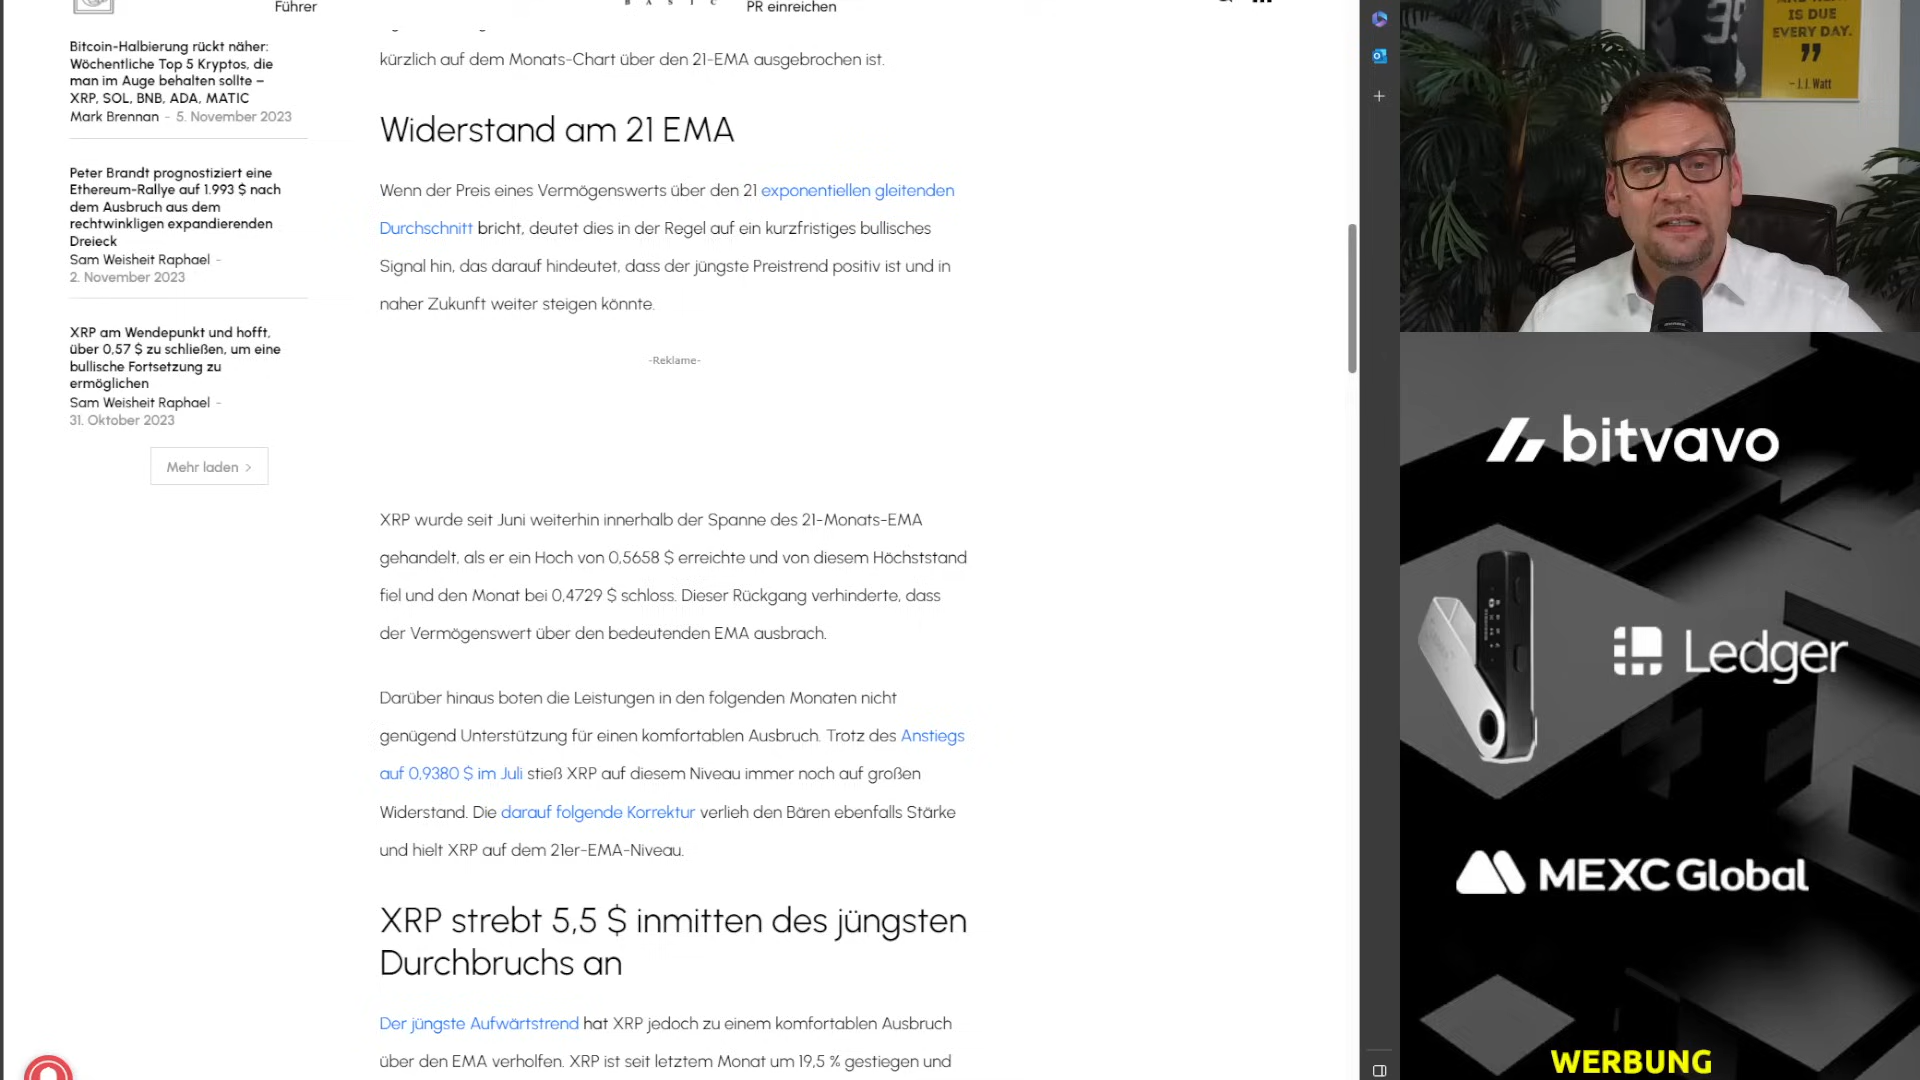 Führer
BASIC
PR einreichen
Bitcoin-Halbierung rückt näher:
Wöchentliche Top 5 Kryptos, die
man im Auge behalten sollte –
XRP, SOL, BNB, ADA, MATIC
Mark Brennan - 5. November 2023
Peter Brandt prognostiziert eine
Ethereum-Rallye auf 1.993 $ nach
dem Ausbruch aus dem
rechtwinkligen expandierenden
Dreieck
Sam Weisheit Raphael -
2. November 2023
XRP am Wendepunkt und hofft,
über 0,57 $ zu schließen, um eine
bullische Fortsetzung zu
ermöglichen
Sam Weisheit Raphael -
31. Oktober 2023
Mehr laden >
kürzlich auf dem Monats-Chart über den 21-EMA ausgebrochen ist.
Widerstand am 21 EMA
Wenn der Preis eines Vermögenswerts über den 21 exponentiellen gleitenden
Durchschnitt bricht, deutet dies in der Regel auf ein kurzfristiges bullisches
Signal hin, das darauf hindeutet, dass der jüngste Preistrend positiv ist und in
naher Zukunft weiter steigen könnte.
-Reklame-
XRP wurde seit Juni weiterhin innerhalb der Spanne des 21-Monats-EMA
gehandelt, als er ein Hoch von 0,5658 $ erreichte und von diesem Höchststand
fiel und den Monat bei 0,4729 $ schloss. Dieser Rückgang verhinderte, dass
der Vermögenswert über den bedeutenden EMA ausbrach.
Darüber hinaus boten die Leistungen in den folgenden Monaten nicht
genügend Unterstützung für einen komfortablen Ausbruch. Trotz des Anstiegs
auf 0,9380 $ im Juli stieß XRP auf diesem Niveau immer noch auf großen
Widerstand. Die darauf folgende Korrektur verlieh den Bären ebenfalls Stärke
und hielt XRP auf dem 21er-EMA-Niveau.
XRP strebt 5,5 $ inmitten des jüngsten
Durchbruchs an
Der jüngste Aufwärtstrend hat XRP jedoch zu einem komfortablen Ausbruch
über den EMA verholfen. XRP ist seit letztem Monat um 19,5 % gestiegen und
35
IS DUE
EVERY DAY.
"
– J.J. Watt
bitvavo
Ledger
MEXC Global
WERBUNG